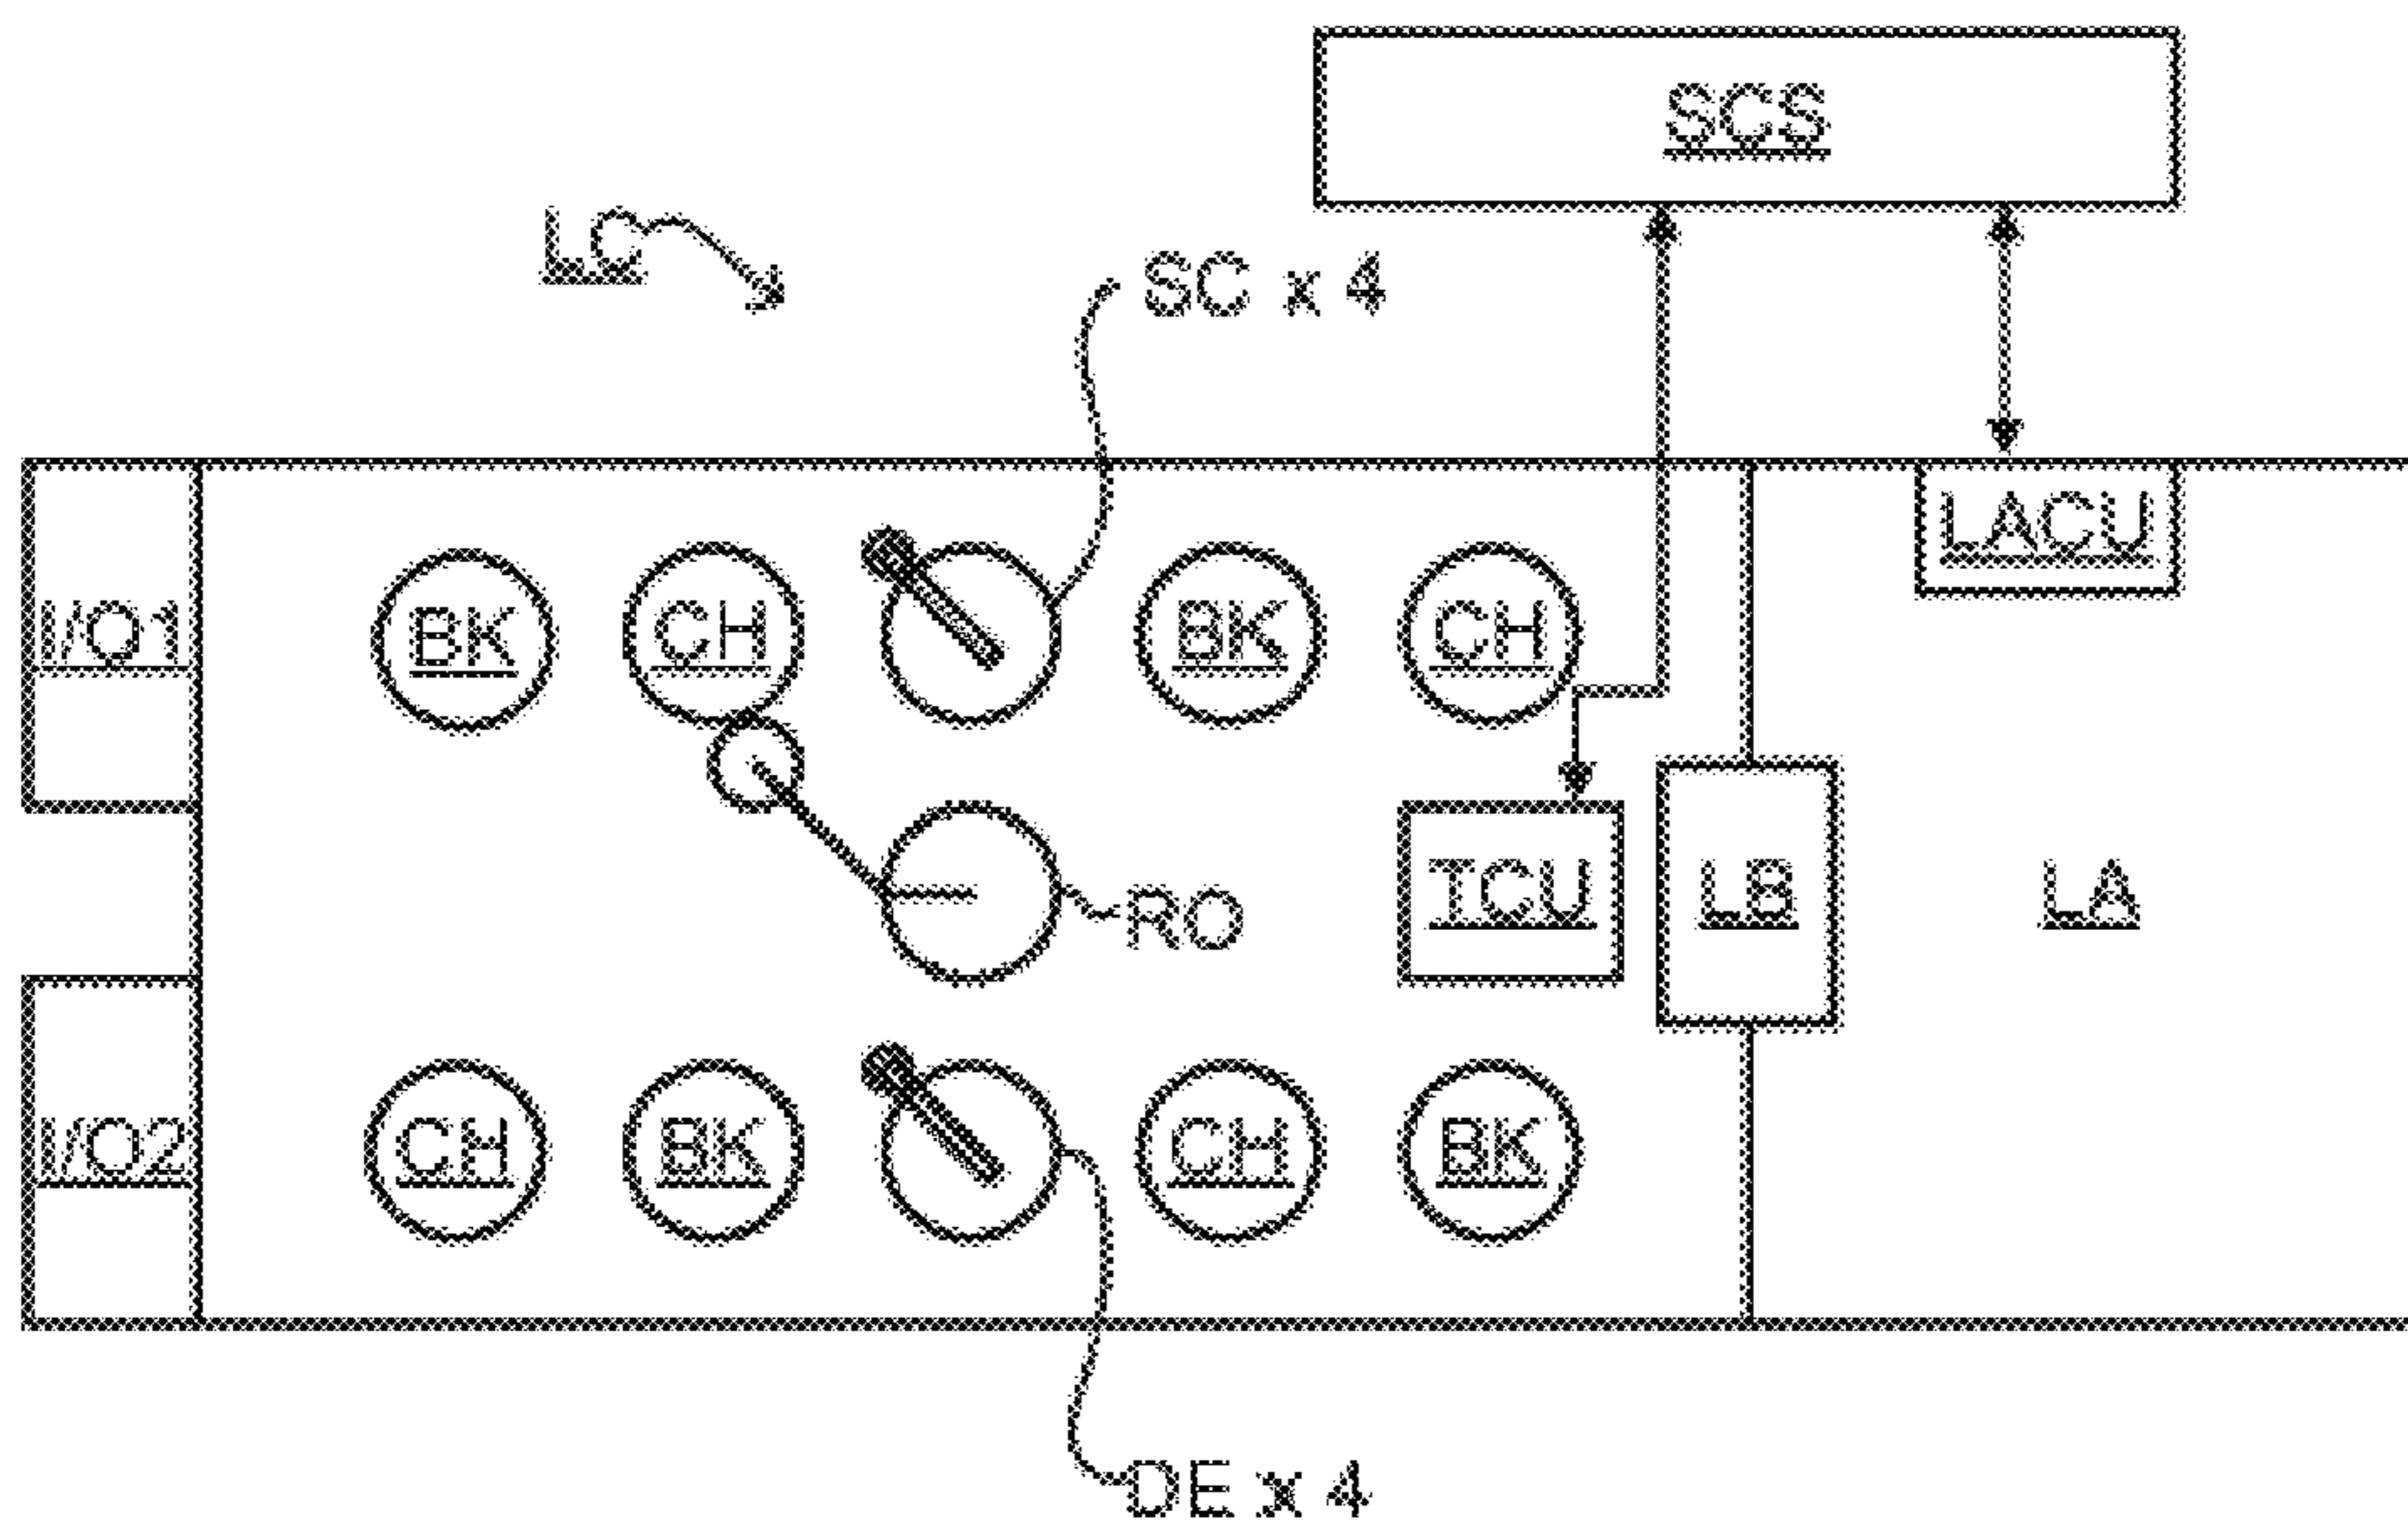 SCS
LC
SC x 4
LACU
I/O1
BK
CH
BK
CH
RO
TCU
LB
LA
I/O2
CH
BK
CH
BK
DE x 4